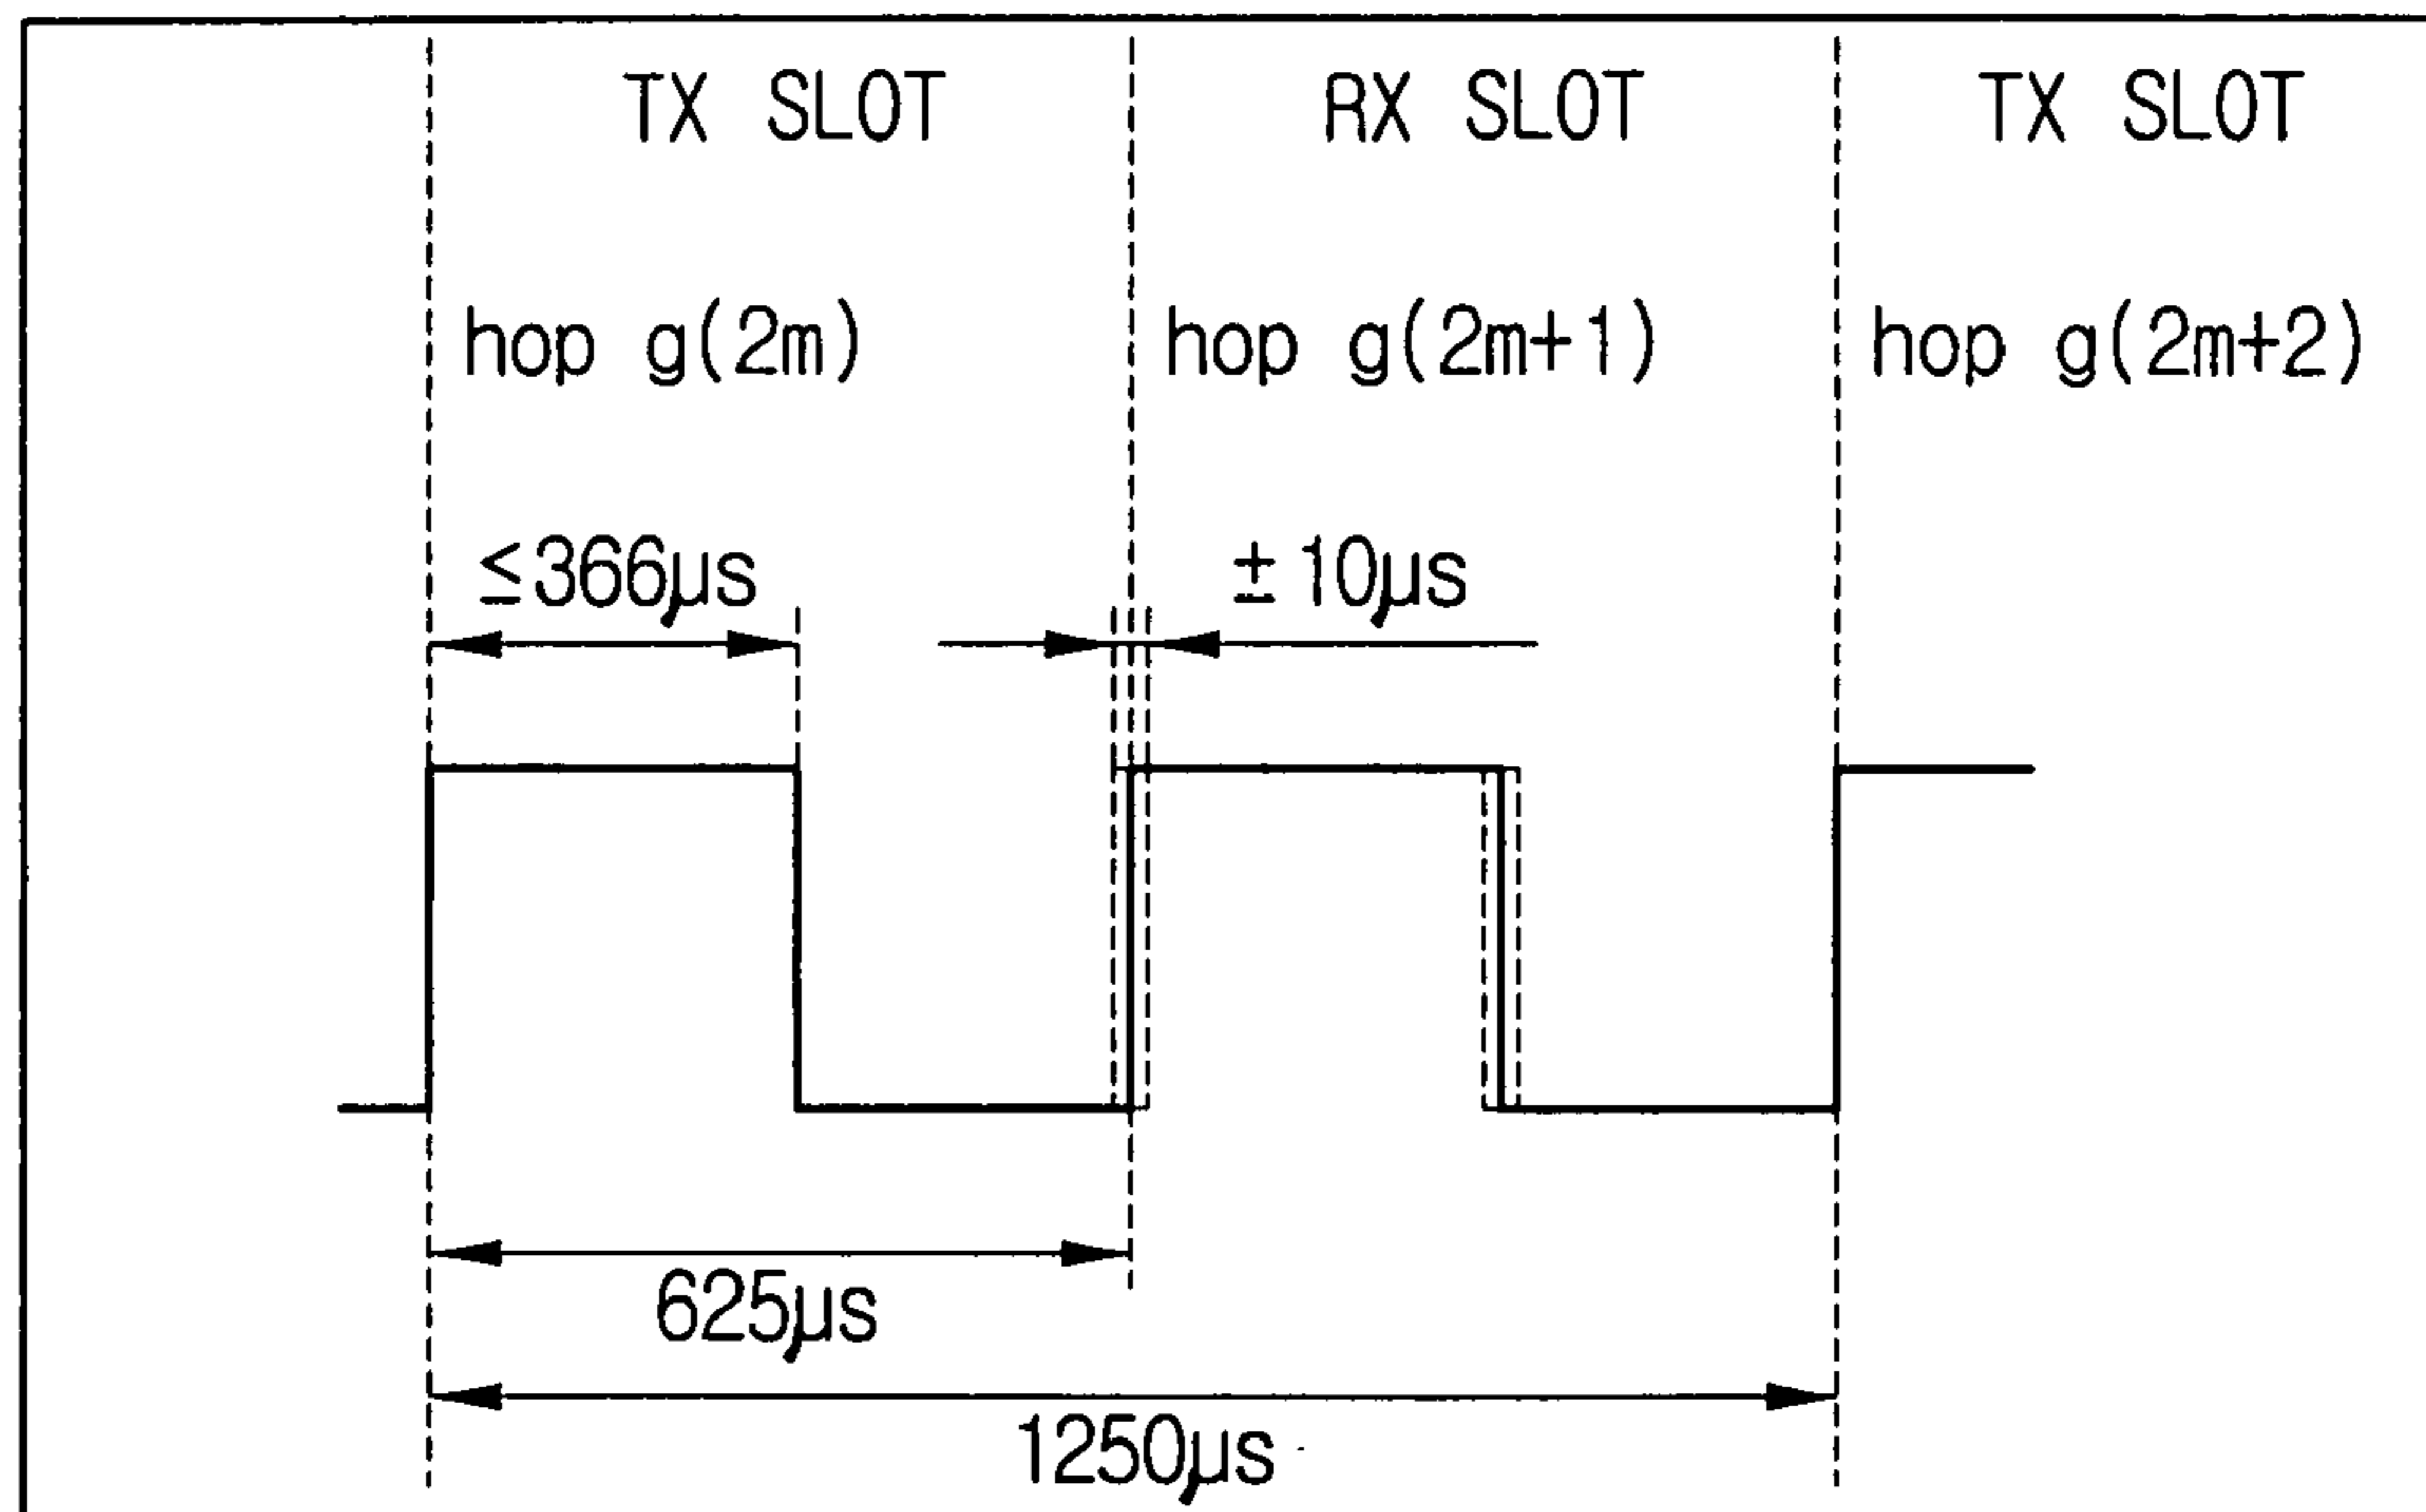 TX SLOT RX SLOT TX SLOT
hop g(2m) hop g(2m+1) hop g(2m+2)
≤366µs ±10µs
625µs
1250µs